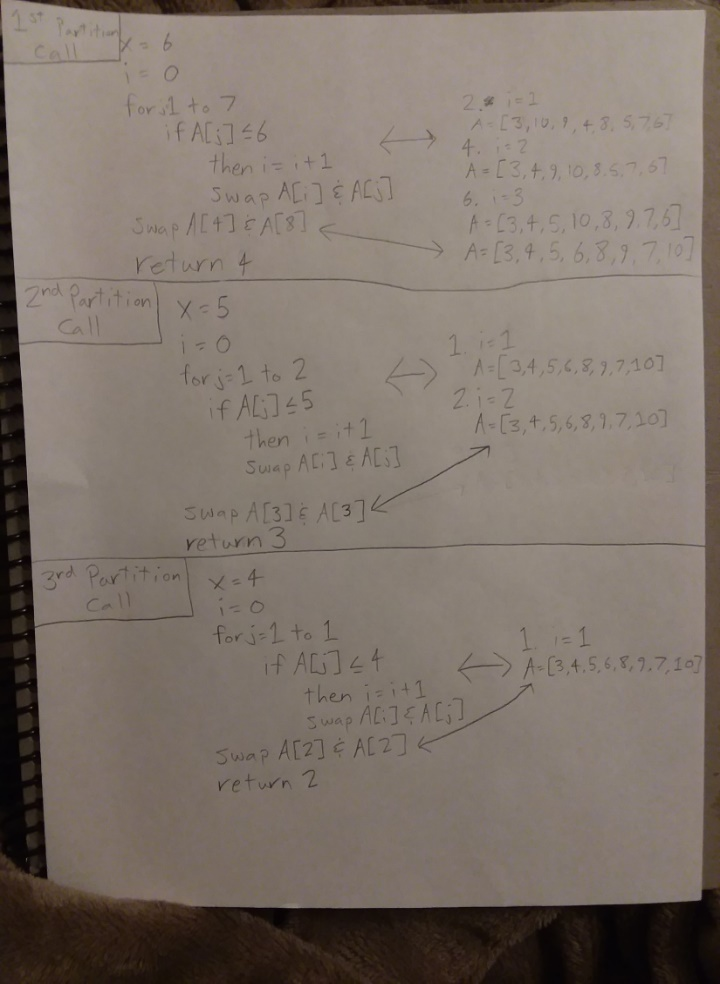 1st Partition Call
x = 6
i = 0
for j1 to 7
if A[j] ≤ 6
then i = i+1
swap A[i] & A[j]
swap A[4] & A[8]
return 4
2. i=1
A=[3,10,9,4,8,5,7,6]
4. i=2
A=[3,4,9,10,8,5,7,6]
6. i=3
A=[3,4,5,10,8,9,7,6]
A=[3,4,5,6,8,9,7,10]
2nd Partition Call
x = 5
i = 0
for j=1 to 2
if A[j] ≤ 5
then i = i+1
swap A[i] & A[j]
swap A[3] & A[3]
return 3
1. i=1
A=[3,4,5,6,8,9,7,10]
2. i=2
A=[3,4,5,6,8,9,7,10]
3rd Partition Call
x = 4
i = 0
for j=1 to 1
if A[j] ≤ 4
then i = i+1
swap A[i] & A[j]
swap A[2] & A[2]
return 2
1. i=1
A=[3,4,5,6,8,9,7,10]